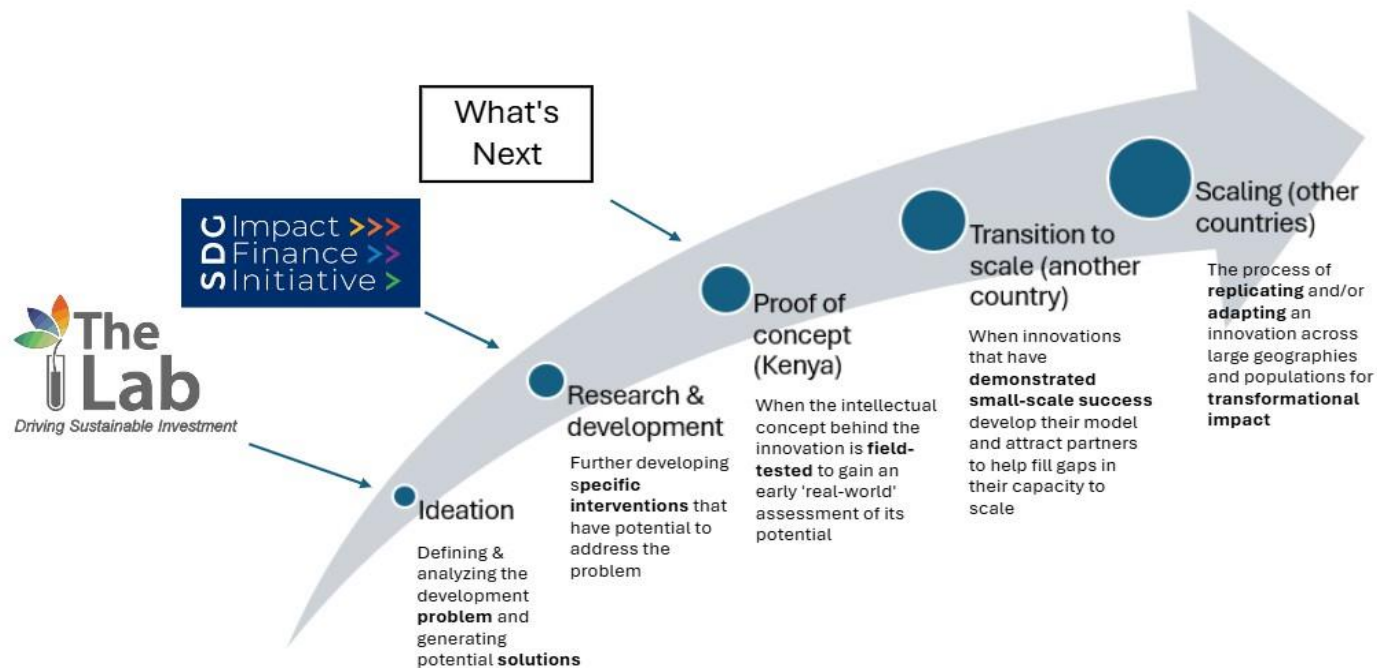 What's
Next
SDG
Impact >>>
Finance >>
Initiative >
The
Lab
Driving Sustainable Investment
Ideation
Defining &
analyzing the
development
problem and
generating
potential solutions
Research &
development
Further developing
specific
interventions that
have potential to
address the
problem
Proof of
concept
(Kenya)
When the intellectual
concept behind the
innovation is field-
tested to gain an
early 'real-world'
assessment of its
potential
Transition to
scale (another
country)
When innovations
that have
demonstrated
small-scale success
develop their model
and attract partners
to help fill gaps in
their capacity to
scale
Scaling (other
countries)
The process of
replicating and/or
adapting an
innovation across
large geographies
and populations for
transformational
impact